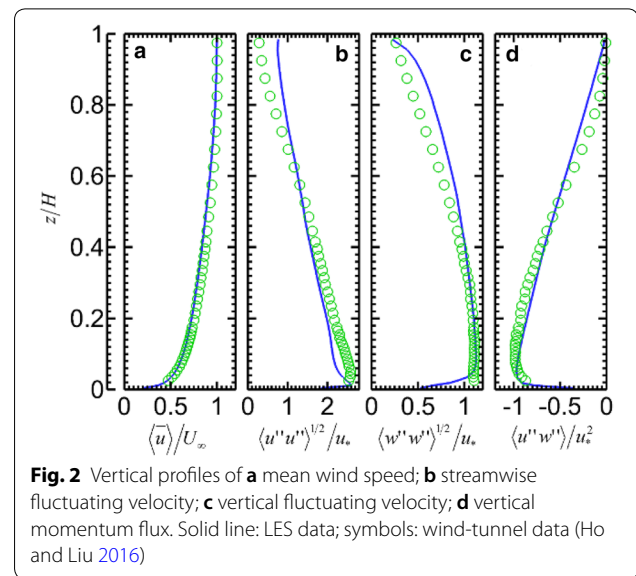 a b c d
1
0.8
0.6
0.4
0.2
0
z/H
0 0.5 1 0 1 2 0 0.5 1 -1 -0.5 0
⟨u̅⟩/U∞ ⟨u''u''⟩^1/2/u* ⟨w''w''⟩^1/2/u* ⟨u''w''⟩/u*^2
Fig. 2 Vertical profiles of a mean wind speed; b streamwise
fluctuating velocity; c vertical fluctuating velocity; d vertical
momentum flux. Solid line: LES data; symbols: wind-tunnel data (Ho
and Liu 2016)